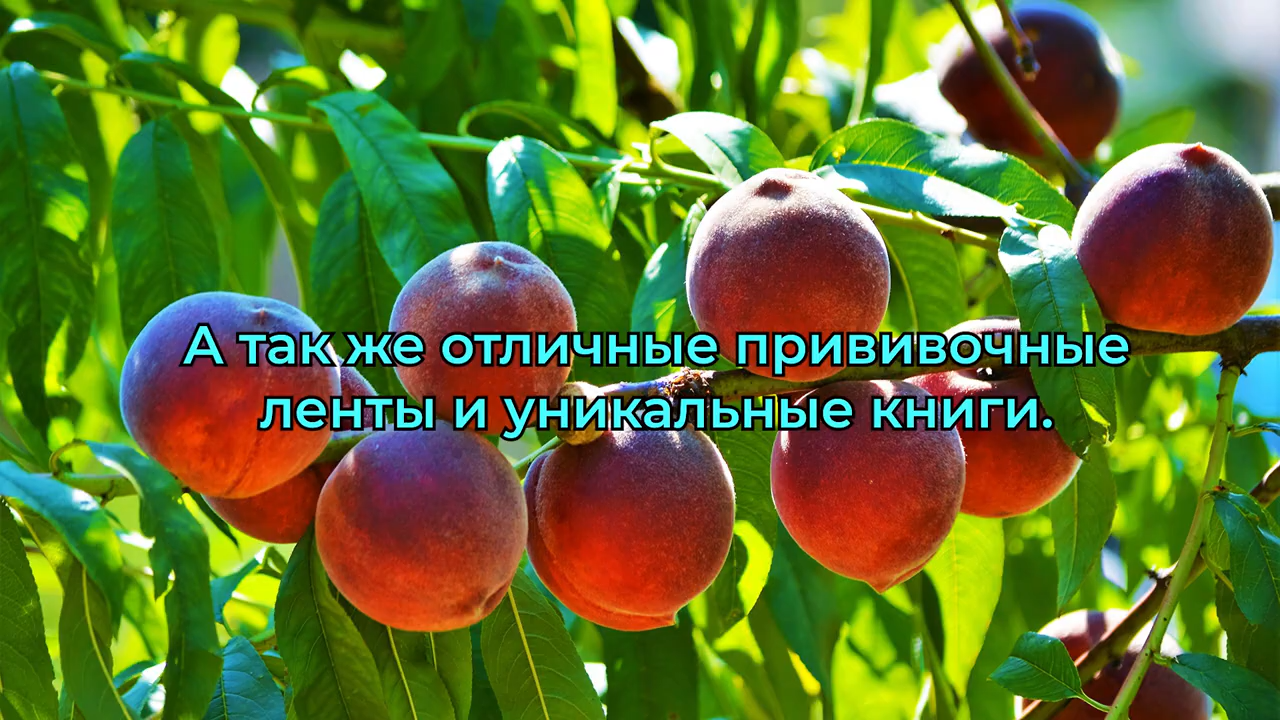 А так же отличные прививочные
ленты и уникальные книги.